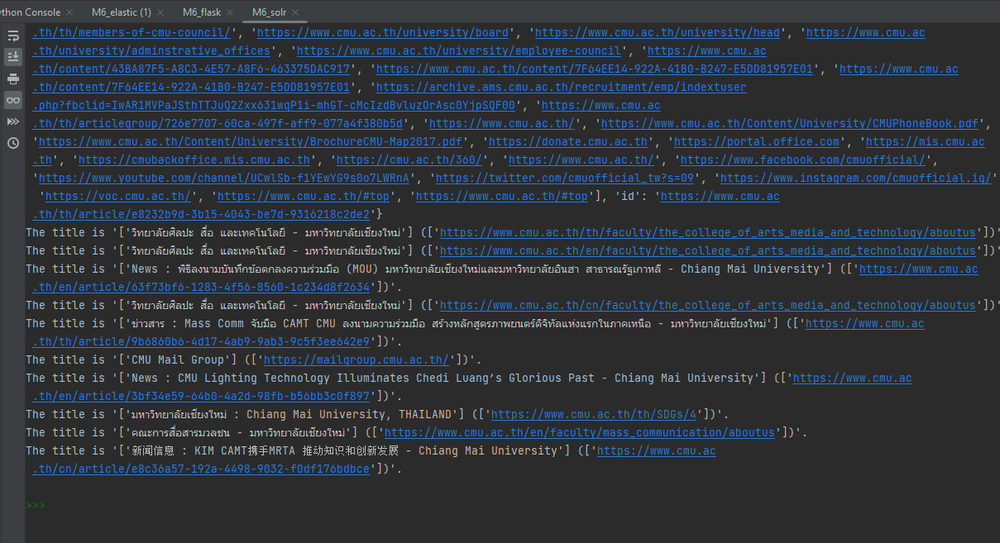 ython Console
M6_elastic (1)
M6_flask
M6_solr
.th/th/members-of-cmu-council/', 'https://www.cmu.ac.th/university/board', 'https://www.cmu.ac.th/university/head', 'https://www.cmu.ac
.th/university/adminstrative_offices', 'https://www.cmu.ac.th/university/employee-council', 'https://www.cmu.ac
.th/content/43BA87F5-A8C3-4E57-A8F6-463375DAC917', 'https://www.cmu.ac.th/content/7F64EE14-922A-41B0-B247-E5DD81957E01', 'https://www.cmu.ac
.th/content/7F64EE14-922A-41B0-B247-E5DD81957E01', 'https://archive.ams.cmu.ac.th/recruitment/emp/indextuser
.php?fbclid=IwAR1MVPaJSthTTJuQ2Zxx631wqP1i-mhGT-cMcIzdBvluzOrAsc0YjpSQF00', 'https://www.cmu.ac
.th/th/articlegroup/726e7707-60ca-497f-aff9-077a4f380b5d', 'https://www.cmu.ac.th/', 'https://www.cmu.ac.th/Content/University/CMUPhoneBook.pdf',
'https://www.cmu.ac.th/Content/University/BrochureCMU-Map2017.pdf', 'https://donate.cmu.ac.th', 'https://portal.office.com', 'https://mis.cmu.ac
.th', 'https://cmubackoffice.mis.cmu.ac.th', 'https://cmu.ac.th/360/', 'https://www.cmu.ac.th/', 'https://www.facebook.com/cmuofficial/',
'https://www.youtube.com/channel/UCwlSb-f1YEwYG9s0o7LWRnA', 'https://twitter.com/cmuofficial_tw?s=09', 'https://www.instagram.com/cmuofficial.ig/'
'https://voc.cmu.ac.th/', 'https://www.cmu.ac.th/#top', 'https://www.cmu.ac.th/#top'], 'id': 'https://www.cmu.ac
.th/th/article/e8232b9d-3b15-4043-be7d-9316218c2de2'}
The title is '['วิทยาลัยศิลปะ สื่อ และเทคโนโลยี - มหาวิทยาลัยเชียงใหม่'] (['https://www.cmu.ac.th/th/faculty/the_college_of_arts_media_and_technology/aboutus'])'
The title is '['วิทยาลัยศิลปะ สื่อ และเทคโนโลยี - มหาวิทยาลัยเชียงใหม่'] (['https://www.cmu.ac.th/en/faculty/the_college_of_arts_media_and_technology/aboutus'])'
The title is '['News : พิธีลงนามบันทึกข้อตกลงความร่วมมือ (MOU) มหาวิทยาลัยเชียงใหม่และมหาวิทยาลัยอินฮา สาธารณรัฐเกาหลี - Chiang Mai University'] (['https://www.cmu.ac
.th/en/article/63f73bf6-1283-4f56-8560-1c234d8f2634'])'.
The title is '['วิทยาลัยศิลปะ สื่อ และเทคโนโลยี - มหาวิทยาลัยเชียงใหม่'] (['https://www.cmu.ac.th/cn/faculty/the_college_of_arts_media_and_technology/aboutus'])'
The title is '['ข่าวสาร : Mass Comm จับมือ CAMT CMU ลงนามความร่วมมือ สร้างหลักสูตรภาพยนตร์ดิจิทัลแห่งแรกในภาคเหนือ - มหาวิทยาลัยเชียงใหม่'] (['https://www.cmu.ac
.th/th/article/9b6860b6-4d17-4ab9-9ab3-9c5f3ee642e9'])'.
The title is '['CMU Mail Group'] (['https://mailgroup.cmu.ac.th/'])'.
The title is '['News : CMU Lighting Technology Illuminates Chedi Luang’s Glorious Past - Chiang Mai University'] (['https://www.cmu.ac
.th/en/article/3bf34e59-64b0-4a2d-98fb-b56bb3c0f897'])'.
The title is '['มหาวิทยาลัยเชียงใหม่ : Chiang Mai University, THAILAND'] (['https://www.cmu.ac.th/th/SDGs/4'])'.
The title is '['คณะการสื่อสารมวลชน - มหาวิทยาลัยเชียงใหม่'] (['https://www.cmu.ac.th/en/faculty/mass_communication/aboutus'])'.
The title is '['新闻信息 : KIM CAMT携手MRTA 推动知识和创新发展 - Chiang Mai University'] (['https://www.cmu.ac
.th/cn/article/e8c36a57-192a-4498-9032-f0df176bdbce'])'.
>>>